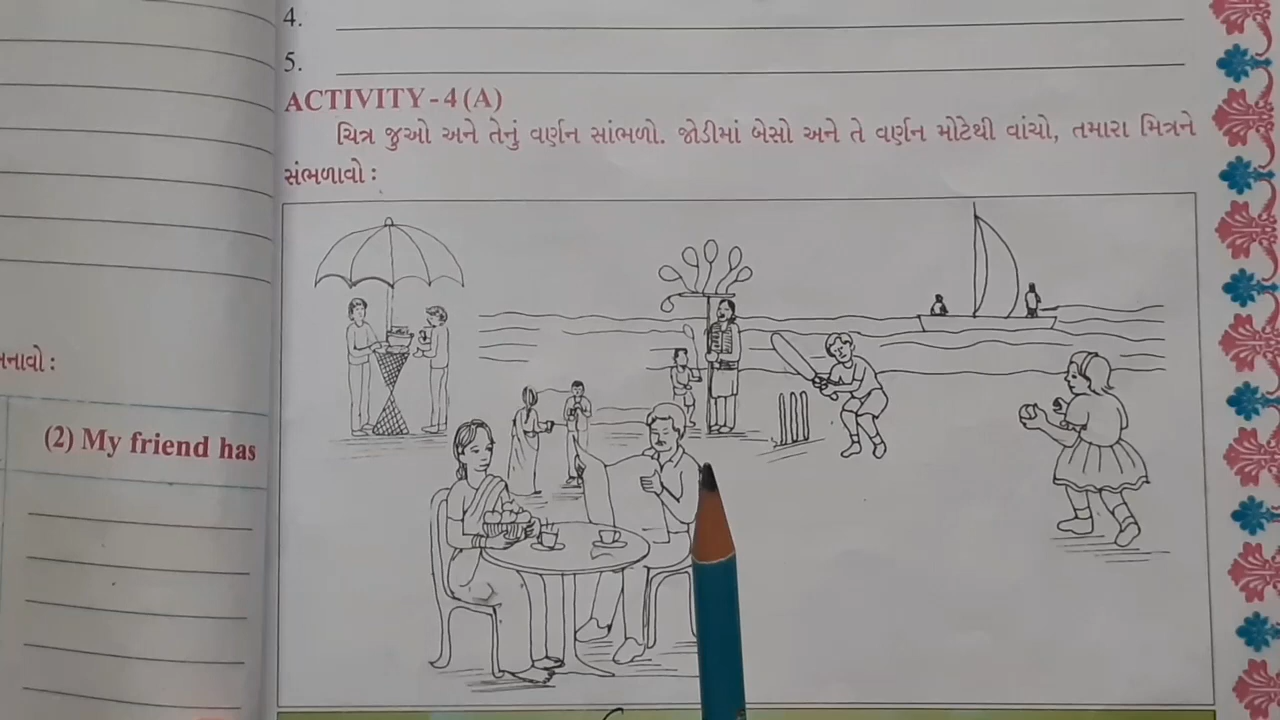 4.
5.
ACTIVITY - 4 (A)
ચિત્ર જુઓ અને તેનું વર્ણન સાંભળો. જોડીમાં બેસો અને તે વર્ણન મોટેથી વાંચો, તમારા મિત્રને
સંભળાવો :
નાવો :
(2) My friend has